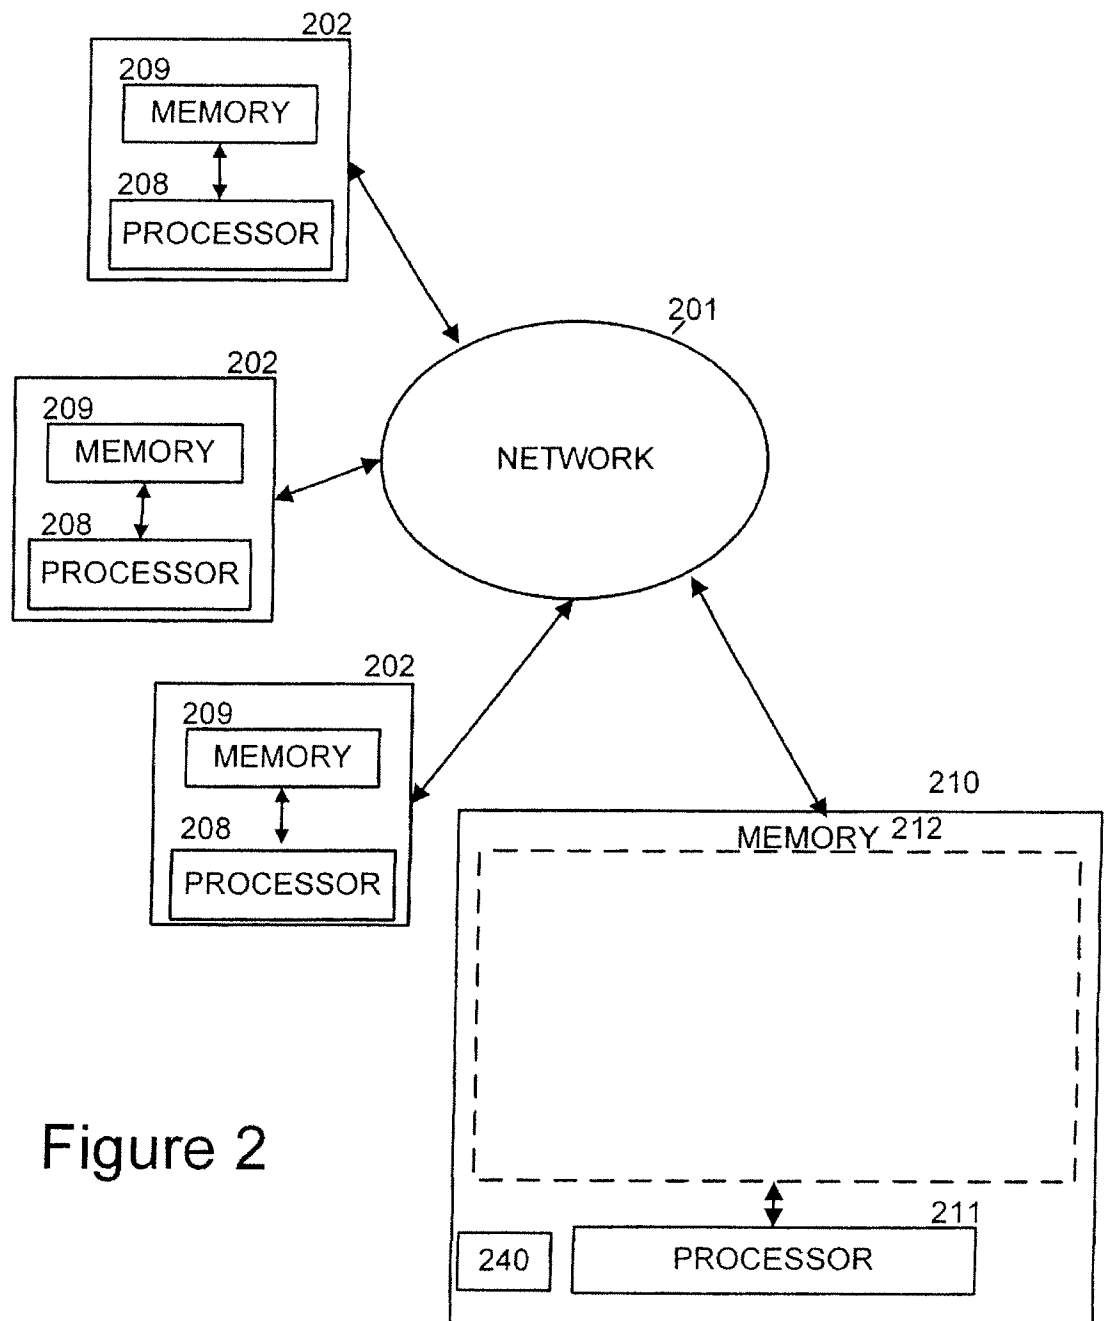 202
209
MEMORY
208
PROCESSOR
201
NETWORK
202
209
MEMORY
208
PROCESSOR
202
209
MEMORY
208
PROCESSOR
210
MEMORY 212
211
240
PROCESSOR
Figure 2